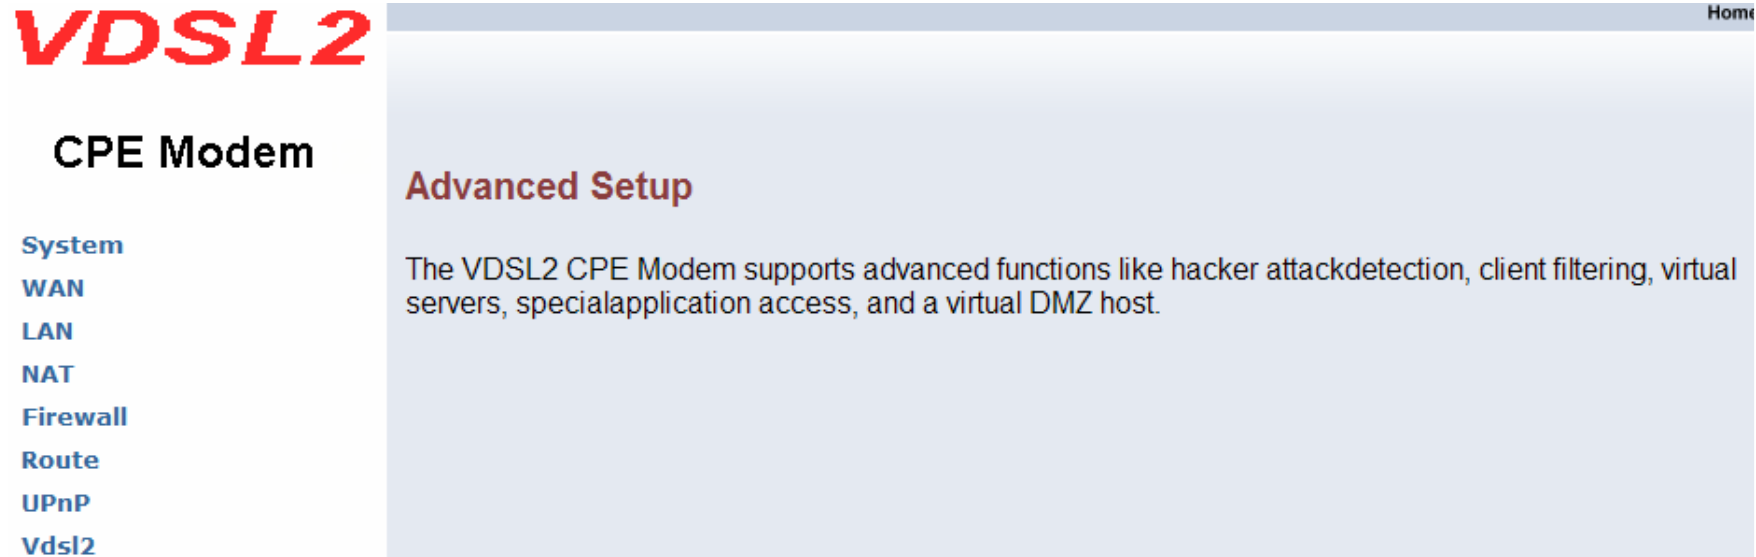 VDSL2
Home
CPE Modem
System
WAN
LAN
NAT
Firewall
Route
UPnP
Vdsl2
Advanced Setup
The VDSL2 CPE Modem supports advanced functions like hacker attackdetection, client filtering, virtual
servers, specialapplication access, and a virtual DMZ host.